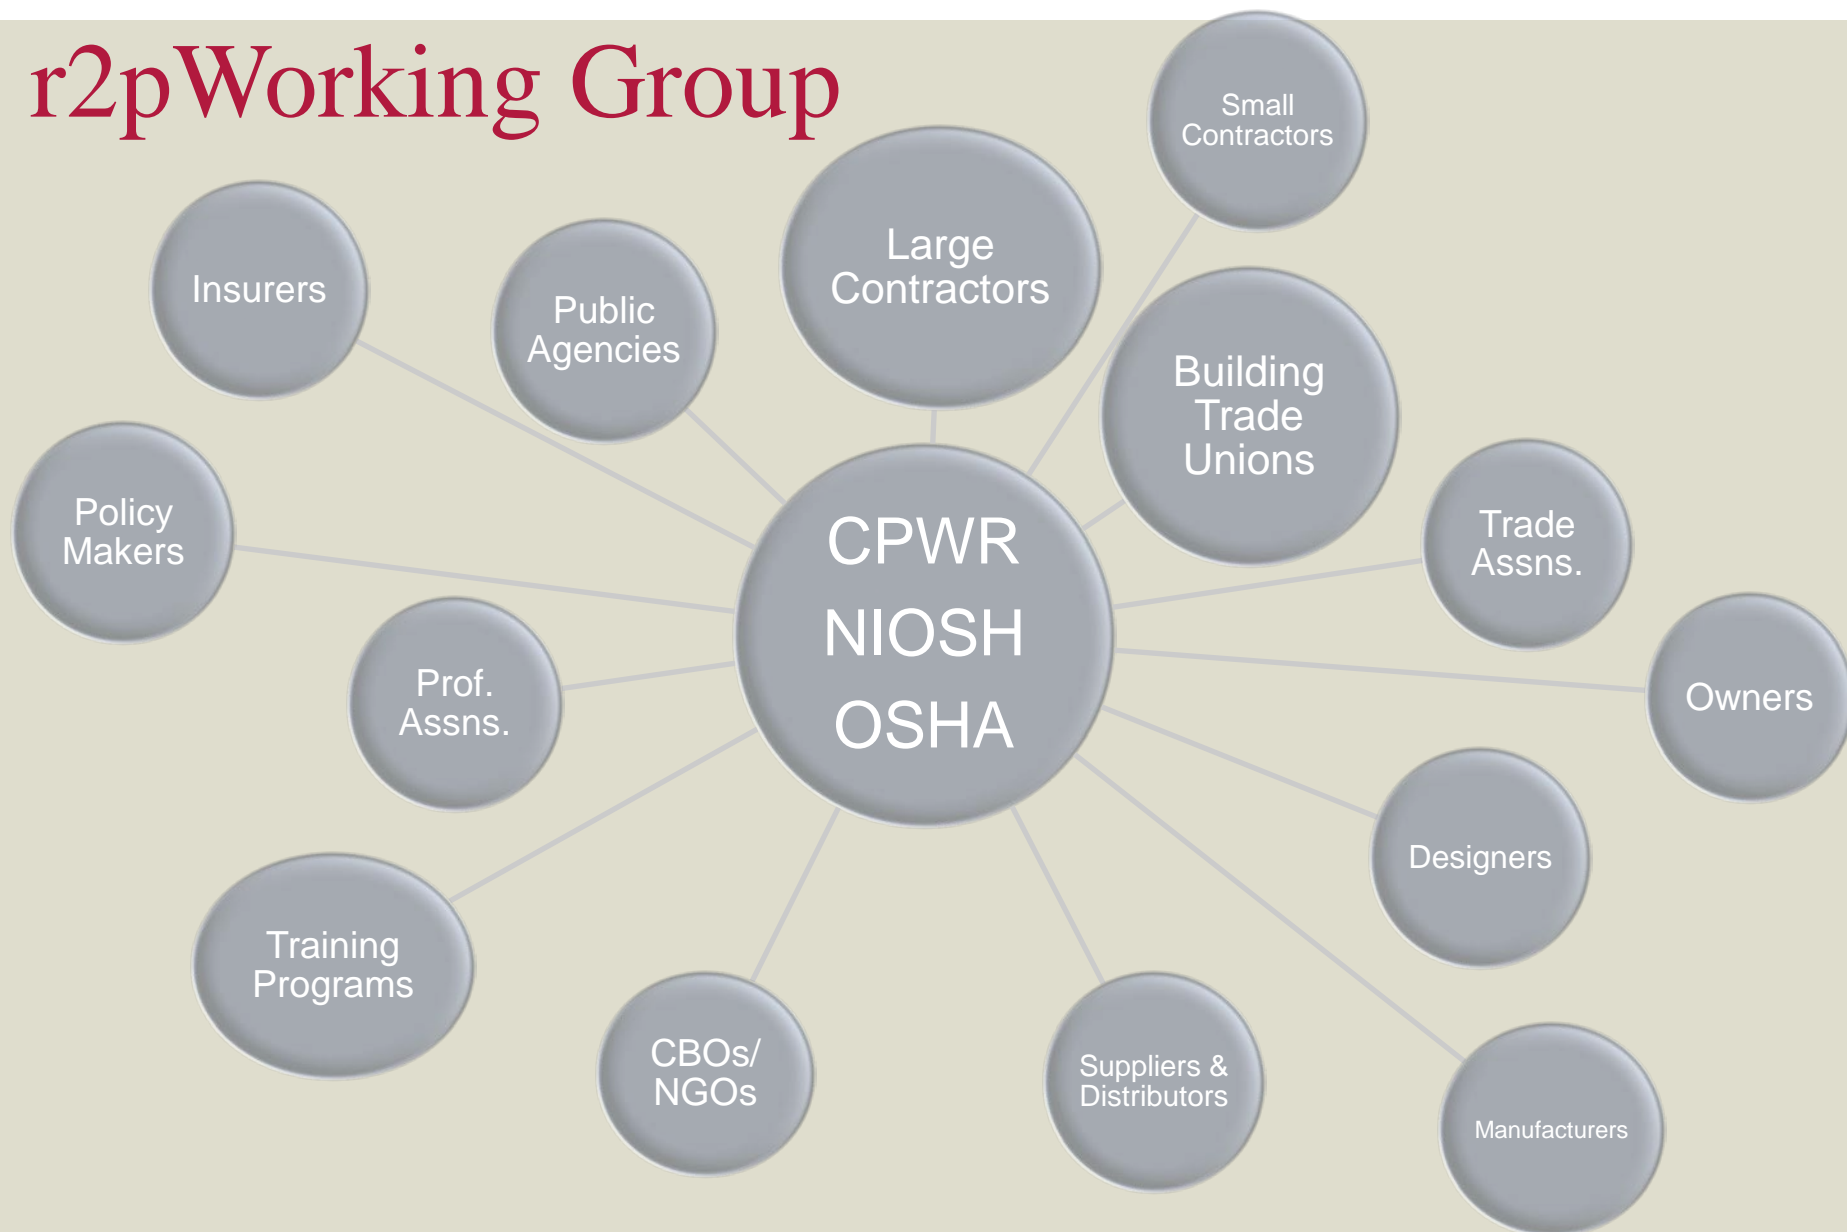 r2pWorking Group
Small
Contractors
Large
Contractors
Insurers
Public
Agencies
Building
Trade
Unions
Policy
Makers
Trade
Assns.
CPWR
NIOSH
OSHA
Prof.
Assns.
Owners
Designers
Training
Programs
CBOs/
NGOs
Suppliers &
Distributors
Manufacturers